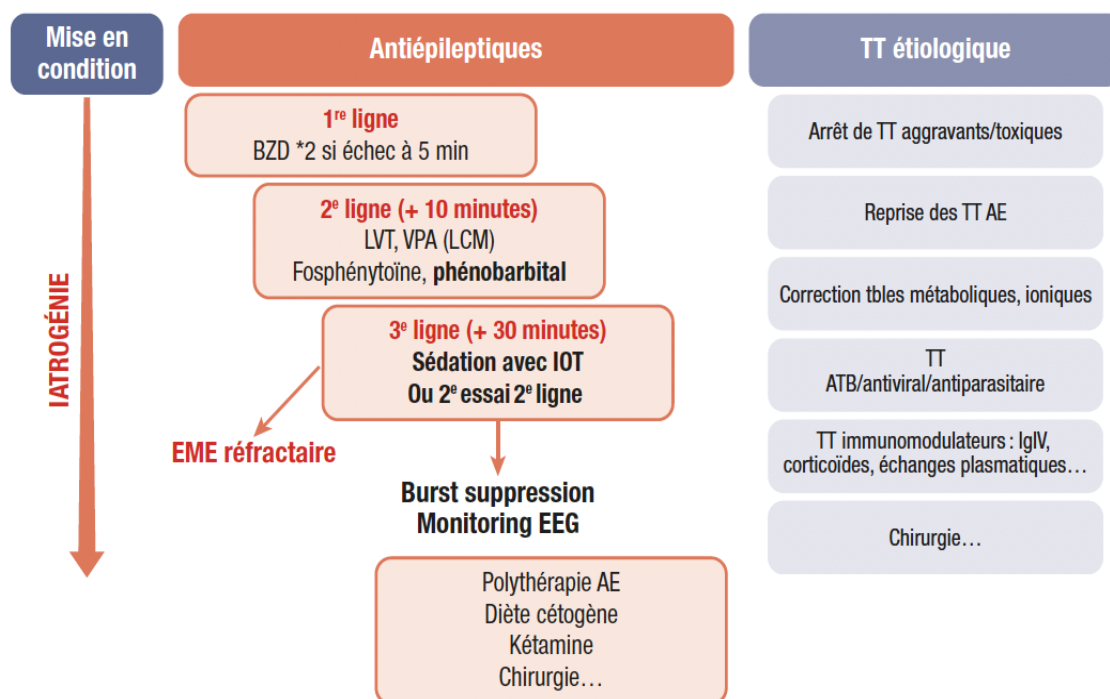 Mise en
condition
IATROGÉNIE
Antiépileptiques
1re ligne
BZD *2 si échec à 5 min
2e ligne (+ 10 minutes)
LVT, VPA (LCM)
Fosphénytoïne, phénobarbital
3e ligne (+ 30 minutes)
Sédation avec IOT
Ou 2e essai 2e ligne
EME réfractaire
Burst suppression
Monitoring EEG
Polythérapie AE
Diète cétogène
Kétamine
Chirurgie...
TT étiologique
Arrêt de TT aggravants/toxiques
Reprise des TT AE
Correction tbles métaboliques, ioniques
TT
ATB/antiviral/antiparasitaire
TT immunomodulateurs : IgIV,
corticoïdes, échanges plasmatiques...
Chirurgie...